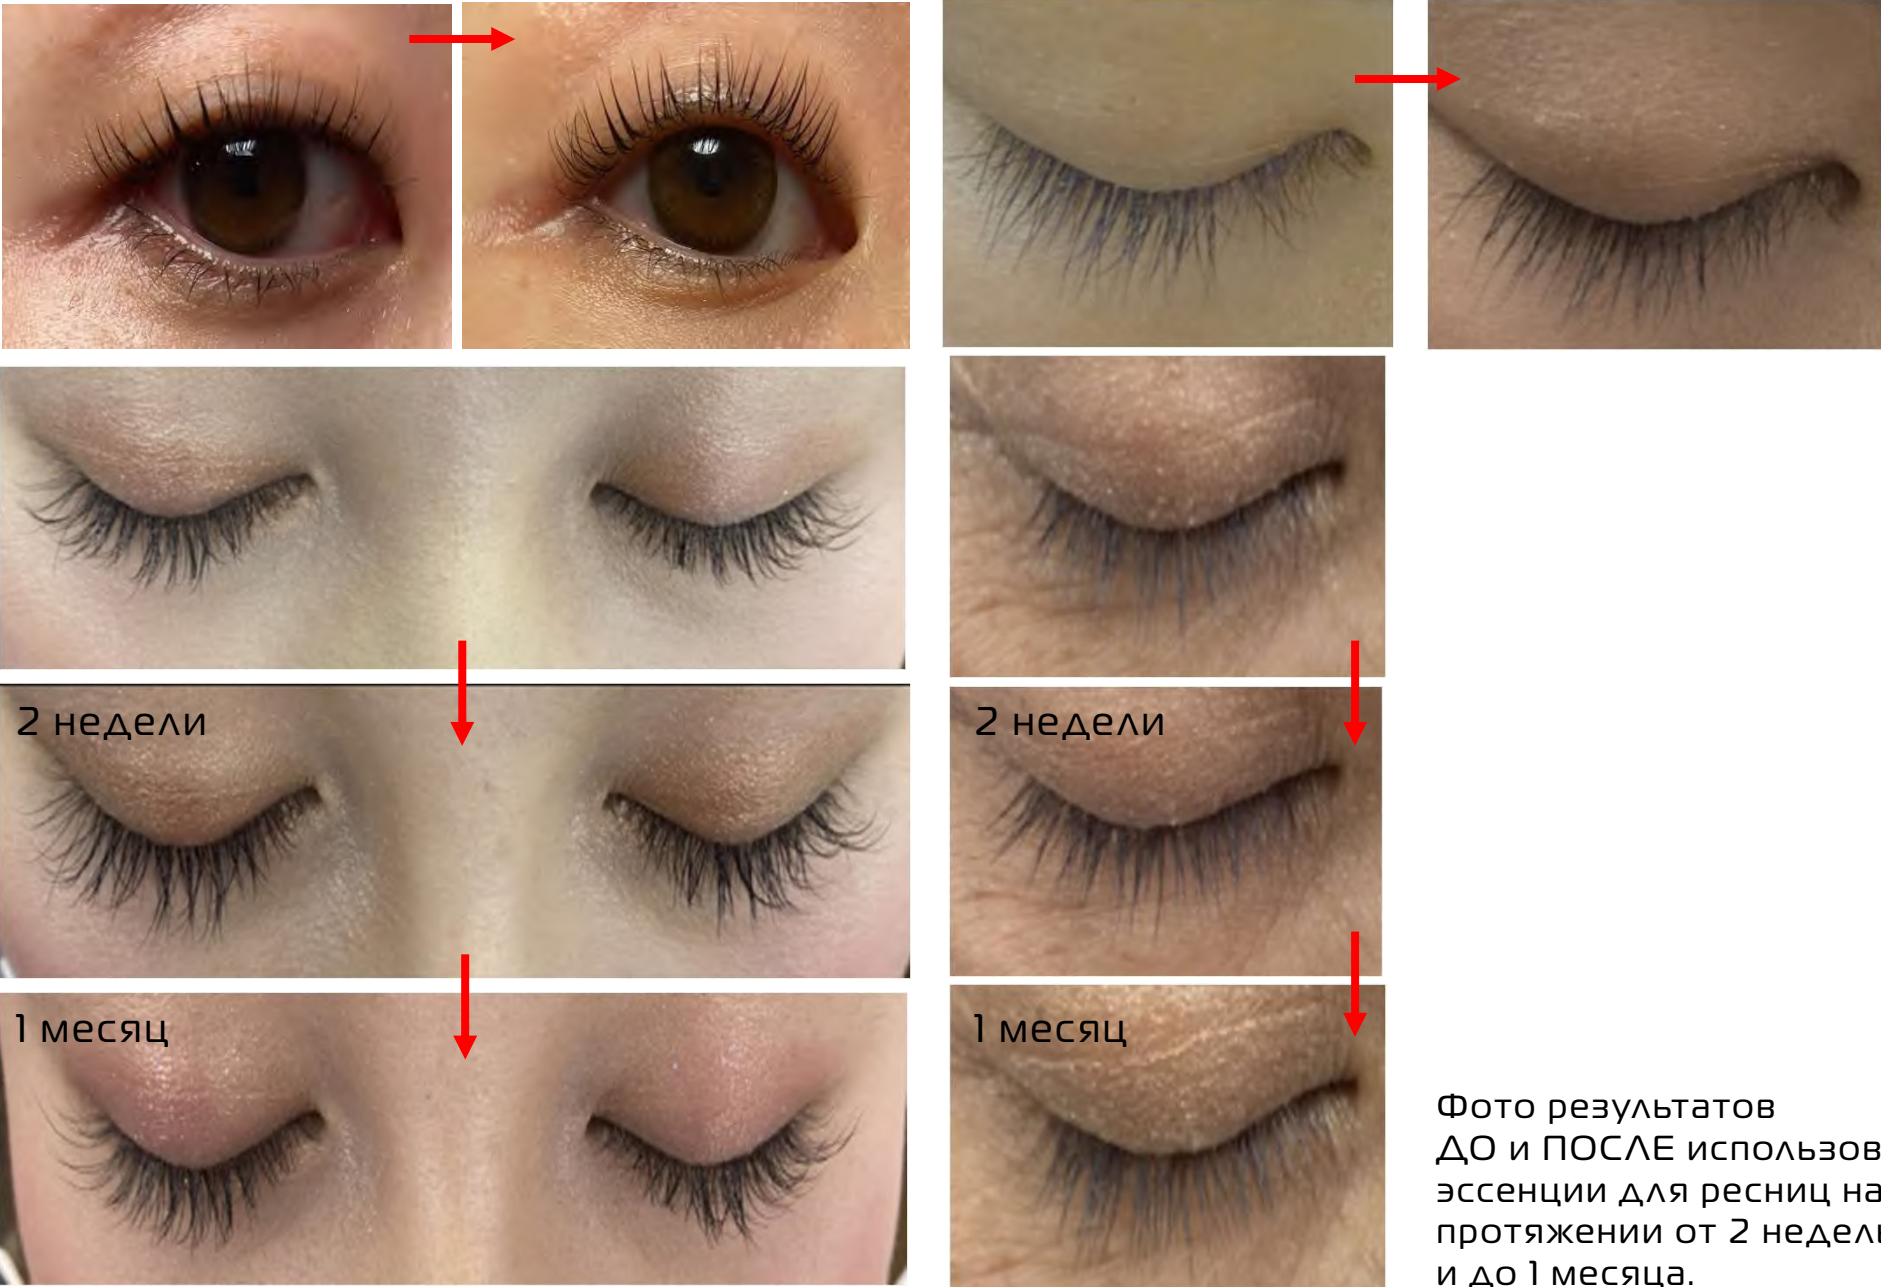 2 недели
2 недели
1 месяц
1 месяц
Фото результатов
ДО и ПОСЛЕ использов
эссенции для ресниц на
протяжении от 2 недель
и до 1 месяца.